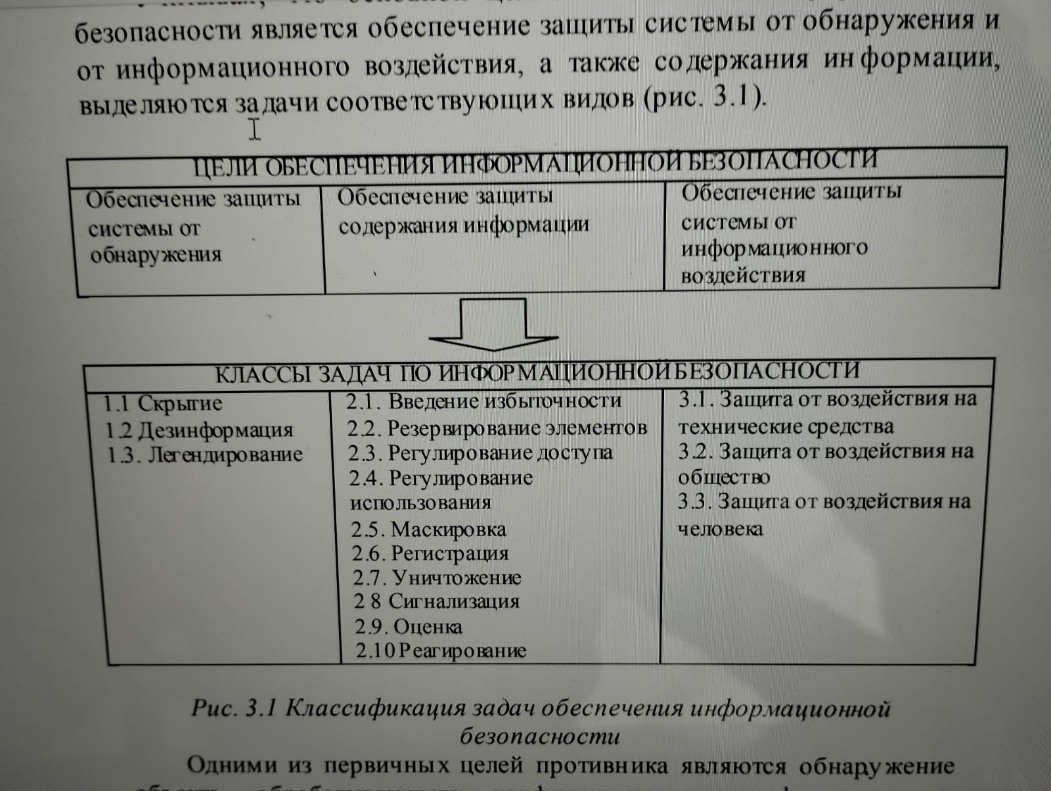 безопасности является обеспечение защиты системы от обнаружения и
от информационного воздействия, а также содержания информации,
выделяются задачи соответствующих видов (рис. 3.1).
ЦЕЛИ ОБЕСПЕЧЕНИЯ ИНФОРМАЦИОННОЙ БЕЗОПАСНОСТИ
Обеспечение защиты
системы от
обнаружения
Обеспечение защиты
содержания информации
Обеспечение защиты
системы от
информационного
воздействия
КЛАССЫ ЗАДАЧ ПО ИНФОРМАЦИОННОЙ БЕЗОПАСНОСТИ
1.1 Скрытие
1.2 Дезинформация
1.3. Легендирование
2.1. Введение избыточности
2.2. Резервирование элементов
2.3. Регулирование доступа
2.4. Регулирование
использования
2.5. Маскировка
2.6. Регистрация
2.7. Уничтожение
2 8 Сигнализация
2.9. Оценка
2.10 Реагирование
3.1. Защита от воздействия на
технические средства
3.2. Защита от воздействия на
общество
3.3. Защита от воздействия на
человека
Рис. 3.1 Классификация задач обеспечения информационной
безопасности
Одними из первичных целей противника являются обнаружение